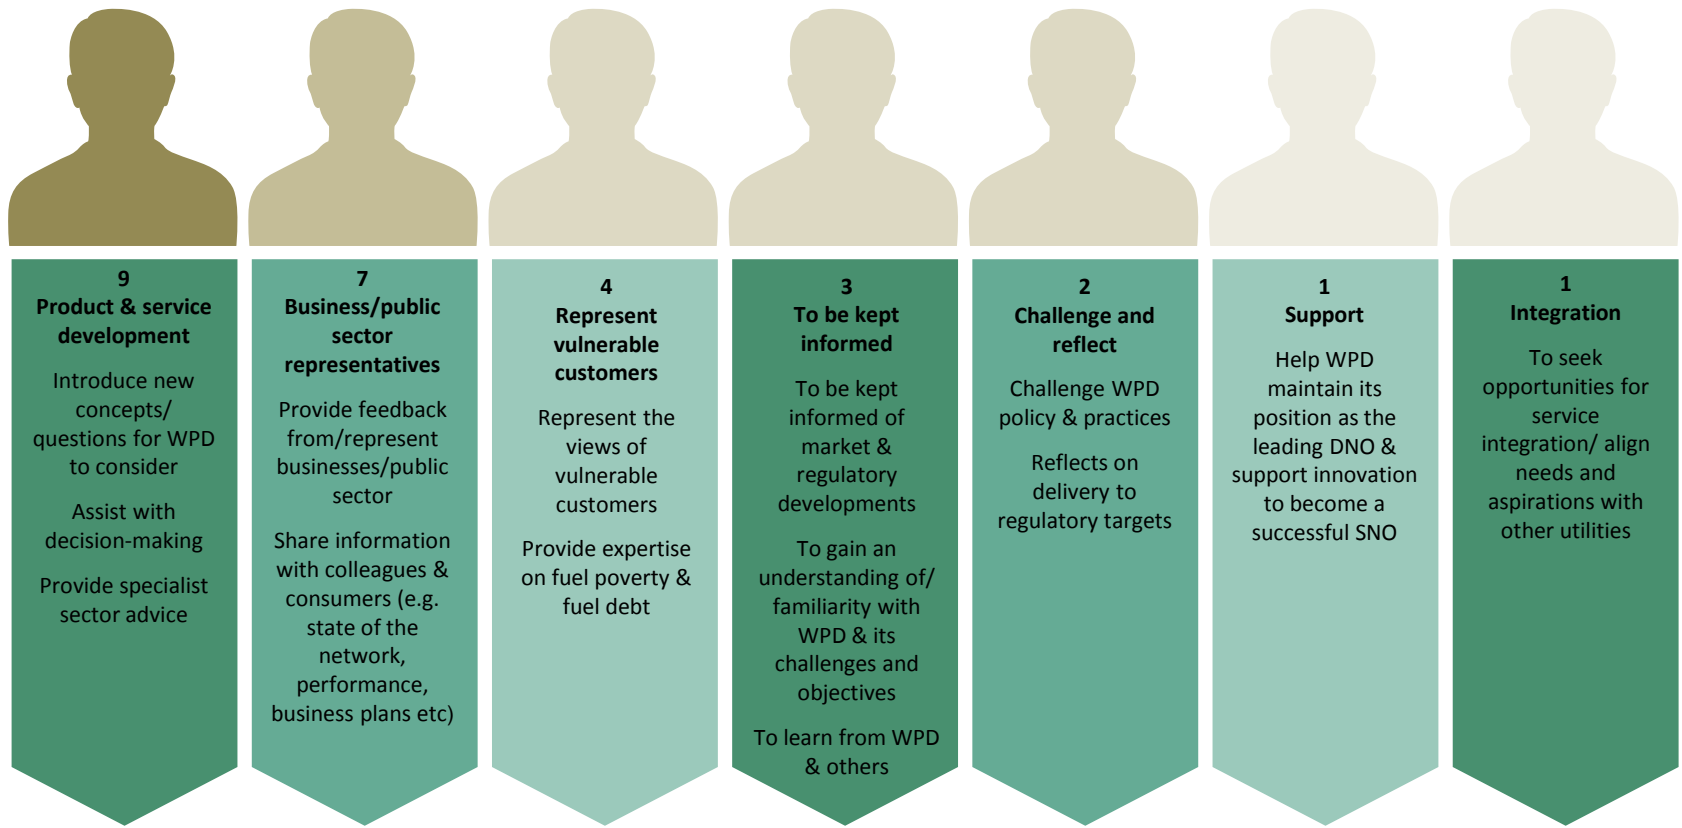 9
Product & service
development
Introduce new
concepts/
questions for WPD
to consider
Assist with
decision-making
Provide specialist
sector advice
7
Business/public
sector
representatives
Provide feedback
from/represent
businesses/public
sector
Share information
with colleagues &
consumers (e.g.
state of the
network,
performance,
business plans etc)
4
Represent
vulnerable
customers
Represent the
views of
vulnerable
customers
Provide expertise
on fuel poverty &
fuel debt
3
To be kept
informed
To be kept
informed of
market &
regulatory
developments
To gain an
understanding of/
familiarity with
WPD & its
challenges and
objectives
To learn from WPD
& others
2
Challenge and
reflect
Challenge WPD
policy & practices
Reflects on
delivery to
regulatory targets
1
Support
Help WPD
maintain its
position as the
leading DNO &
support innovation
to become a
successful SNO
1
Integration
To seek
opportunities for
service
integration/ align
needs and
aspirations with
other utilities